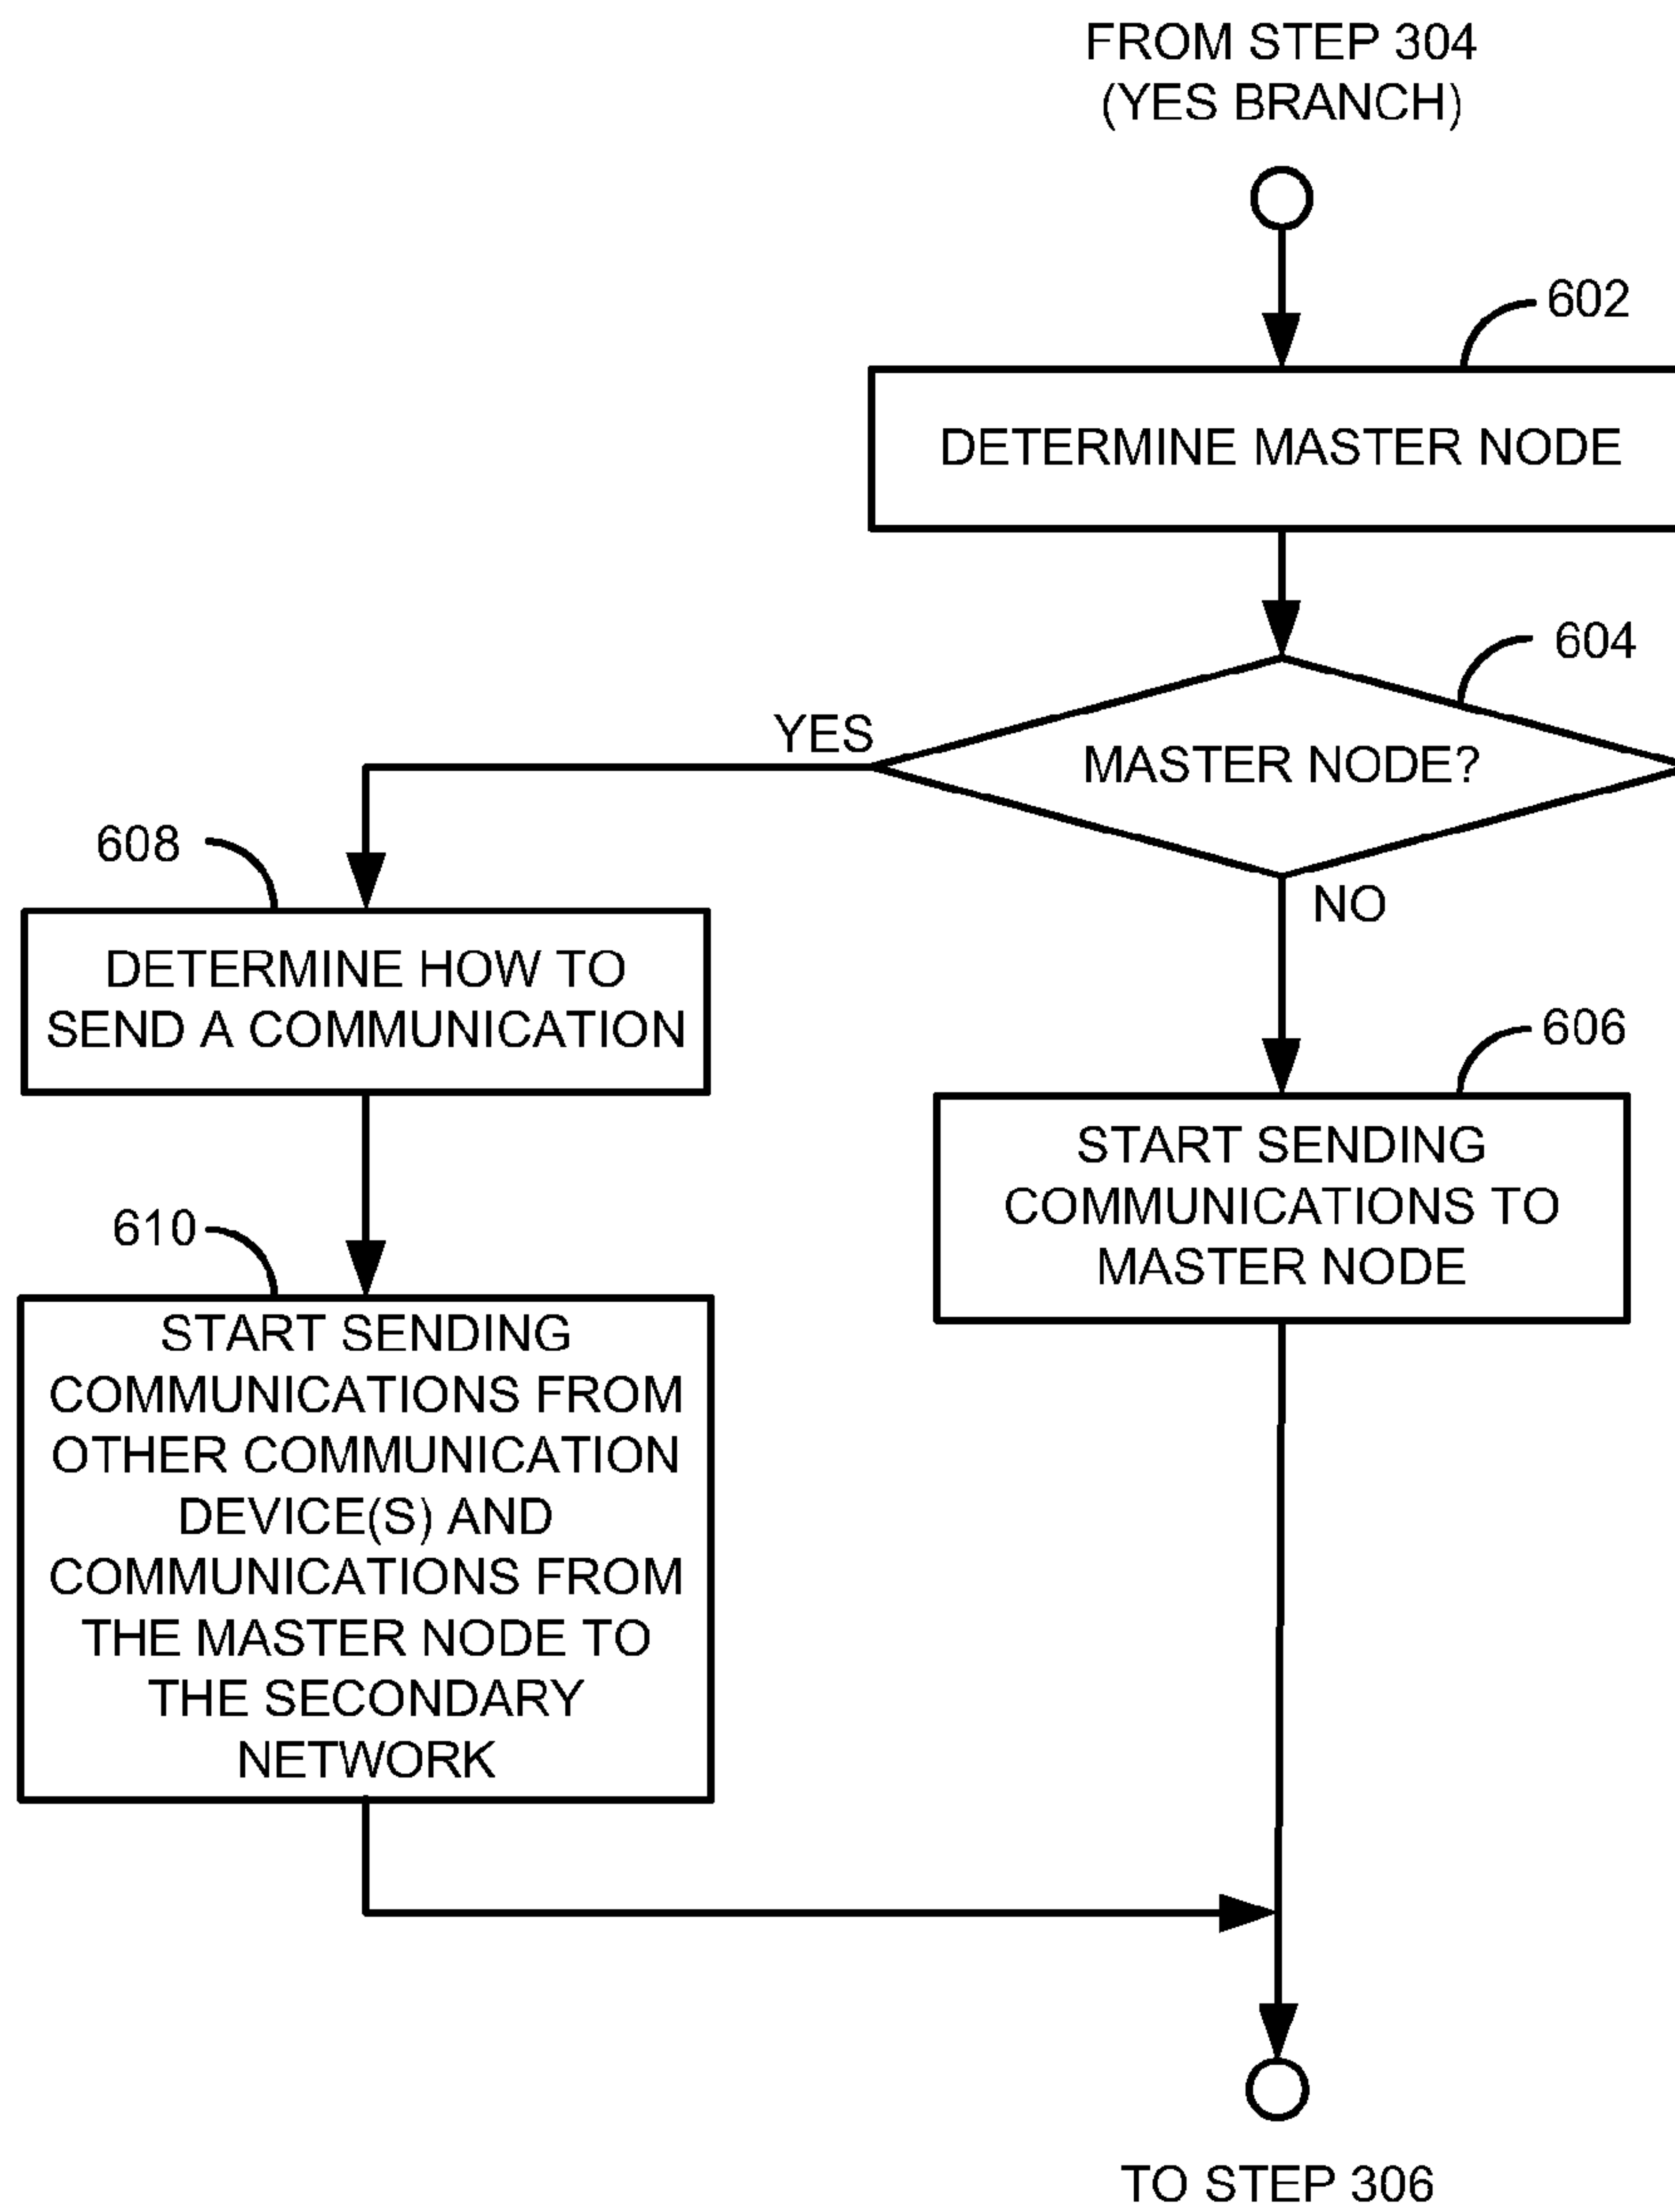 FROM STEP 304
(YES BRANCH)
602
DETERMINE MASTER NODE
604
YES
MASTER NODE?
NO
608
DETERMINE HOW TO
SEND A COMMUNICATION
606
START SENDING
COMMUNICATIONS TO
MASTER NODE
610
START SENDING
COMMUNICATIONS FROM
OTHER COMMUNICATION
DEVICE(S) AND
COMMUNICATIONS FROM
THE MASTER NODE TO
THE SECONDARY
NETWORK
TO STEP 306